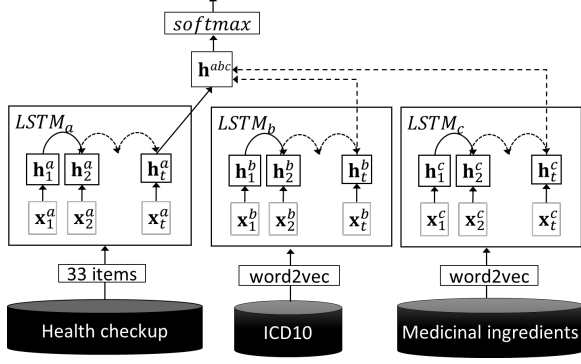 softmax
h^abc
LSTM_a LSTM_b LSTM_c
h_1^a h_2^a h_t^a h_1^b h_2^b h_t^b h_1^c h_2^c h_t^c
x_1^a x_2^a x_t^a x_1^b x_2^b x_t^b x_1^c x_2^c x_t^c
33 items word2vec word2vec
Health checkup ICD10 Medicinal ingredients